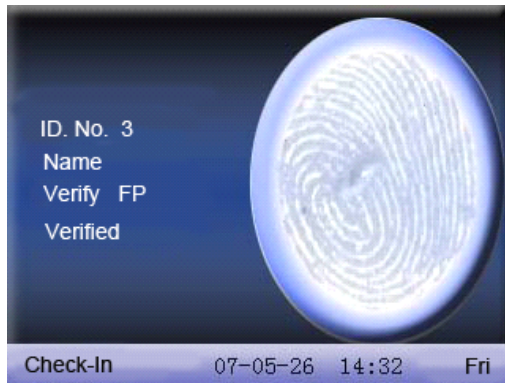 ID. No. 3
Name
Verify FP
Verified
Check-In 07-05-26 14:32 Fri